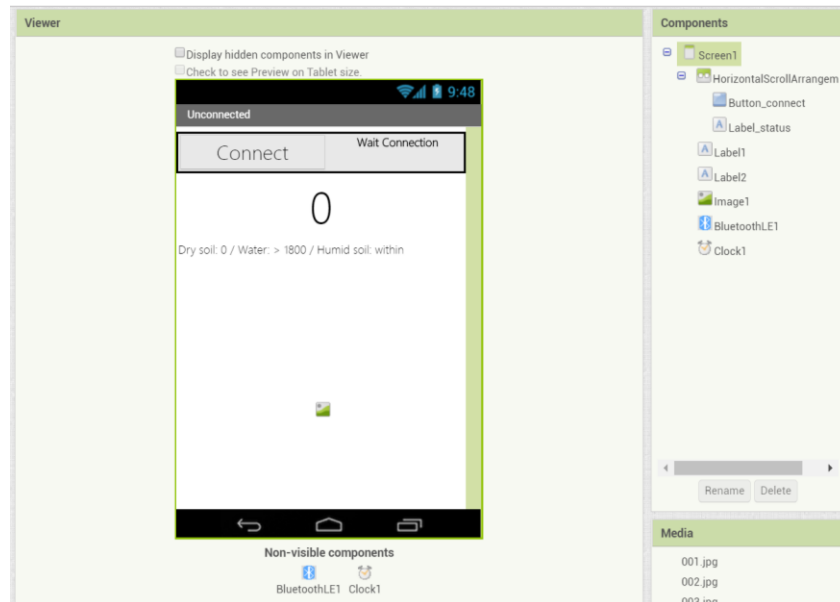 Viewer
Display hidden components in Viewer
Check to see Preview on Tablet size.
9:48
Unconnected
Connect
Wait Connection
0
Dry soil: 0 / Water: > 1800 / Humid soil: within
Non-visible components
BluetoothLE1 Clock1
Components
Screen1
HorizontalScrollArrangem
Button_connect
Label_status
Label1
Label2
Image1
BluetoothLE1
Clock1
Rename Delete
Media
001.jpg
002.jpg
003.jpg